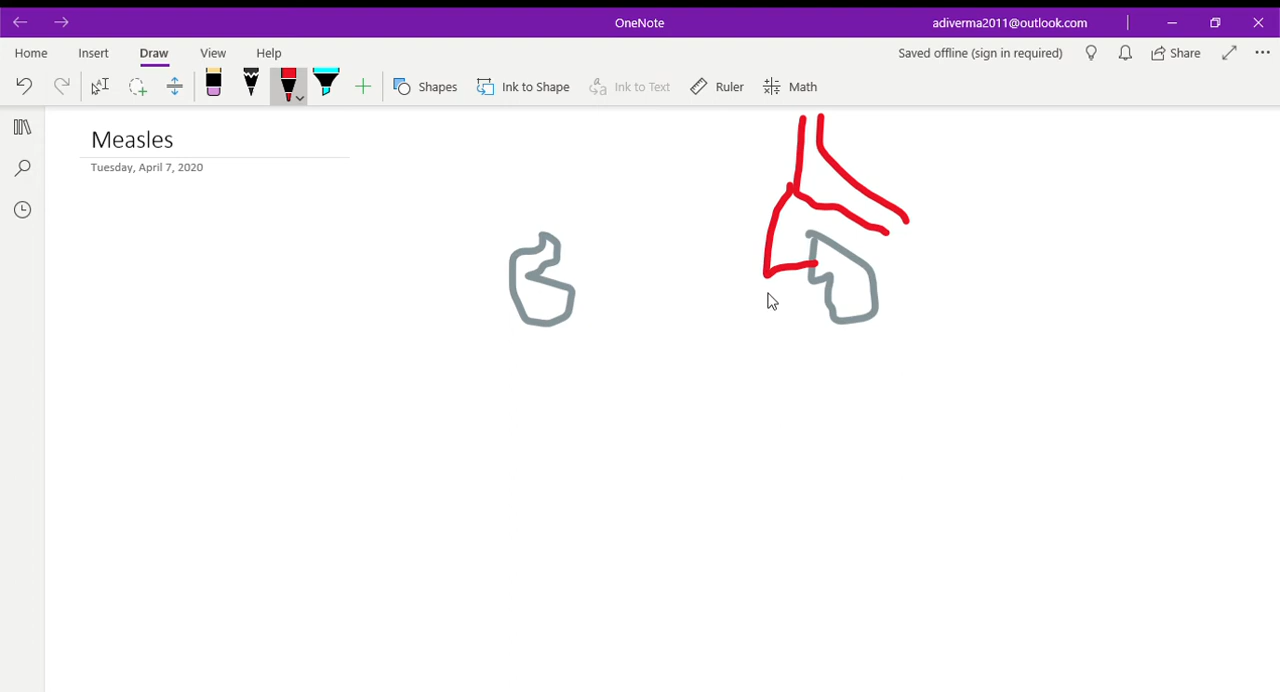 OneNote
adiverma2011@outlook.com
Home Insert Draw View Help
Saved offline (sign in required) Share
Shapes Ink to Shape Ink to Text Ruler Math
Measles
Tuesday, April 7, 2020